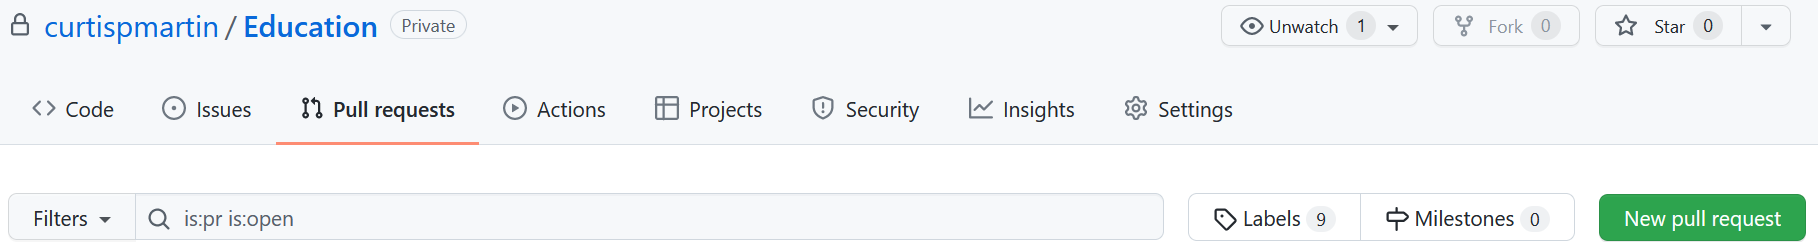 curtispmartin / Education Private Unwatch 1 Fork 0 Star 0
Code Issues Pull requests Actions Projects Security Insights Settings
Filters is:pr is:open Labels 9 Milestones 0 New pull request